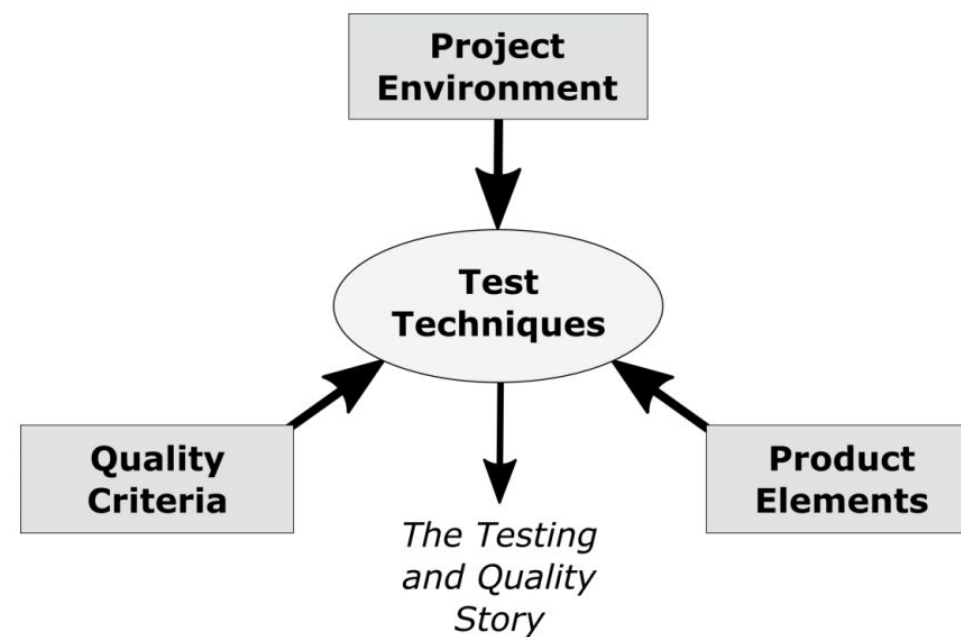 Project
Environment
Test
Techniques
Quality
Criteria
Product
Elements
The Testing
and Quality
Story